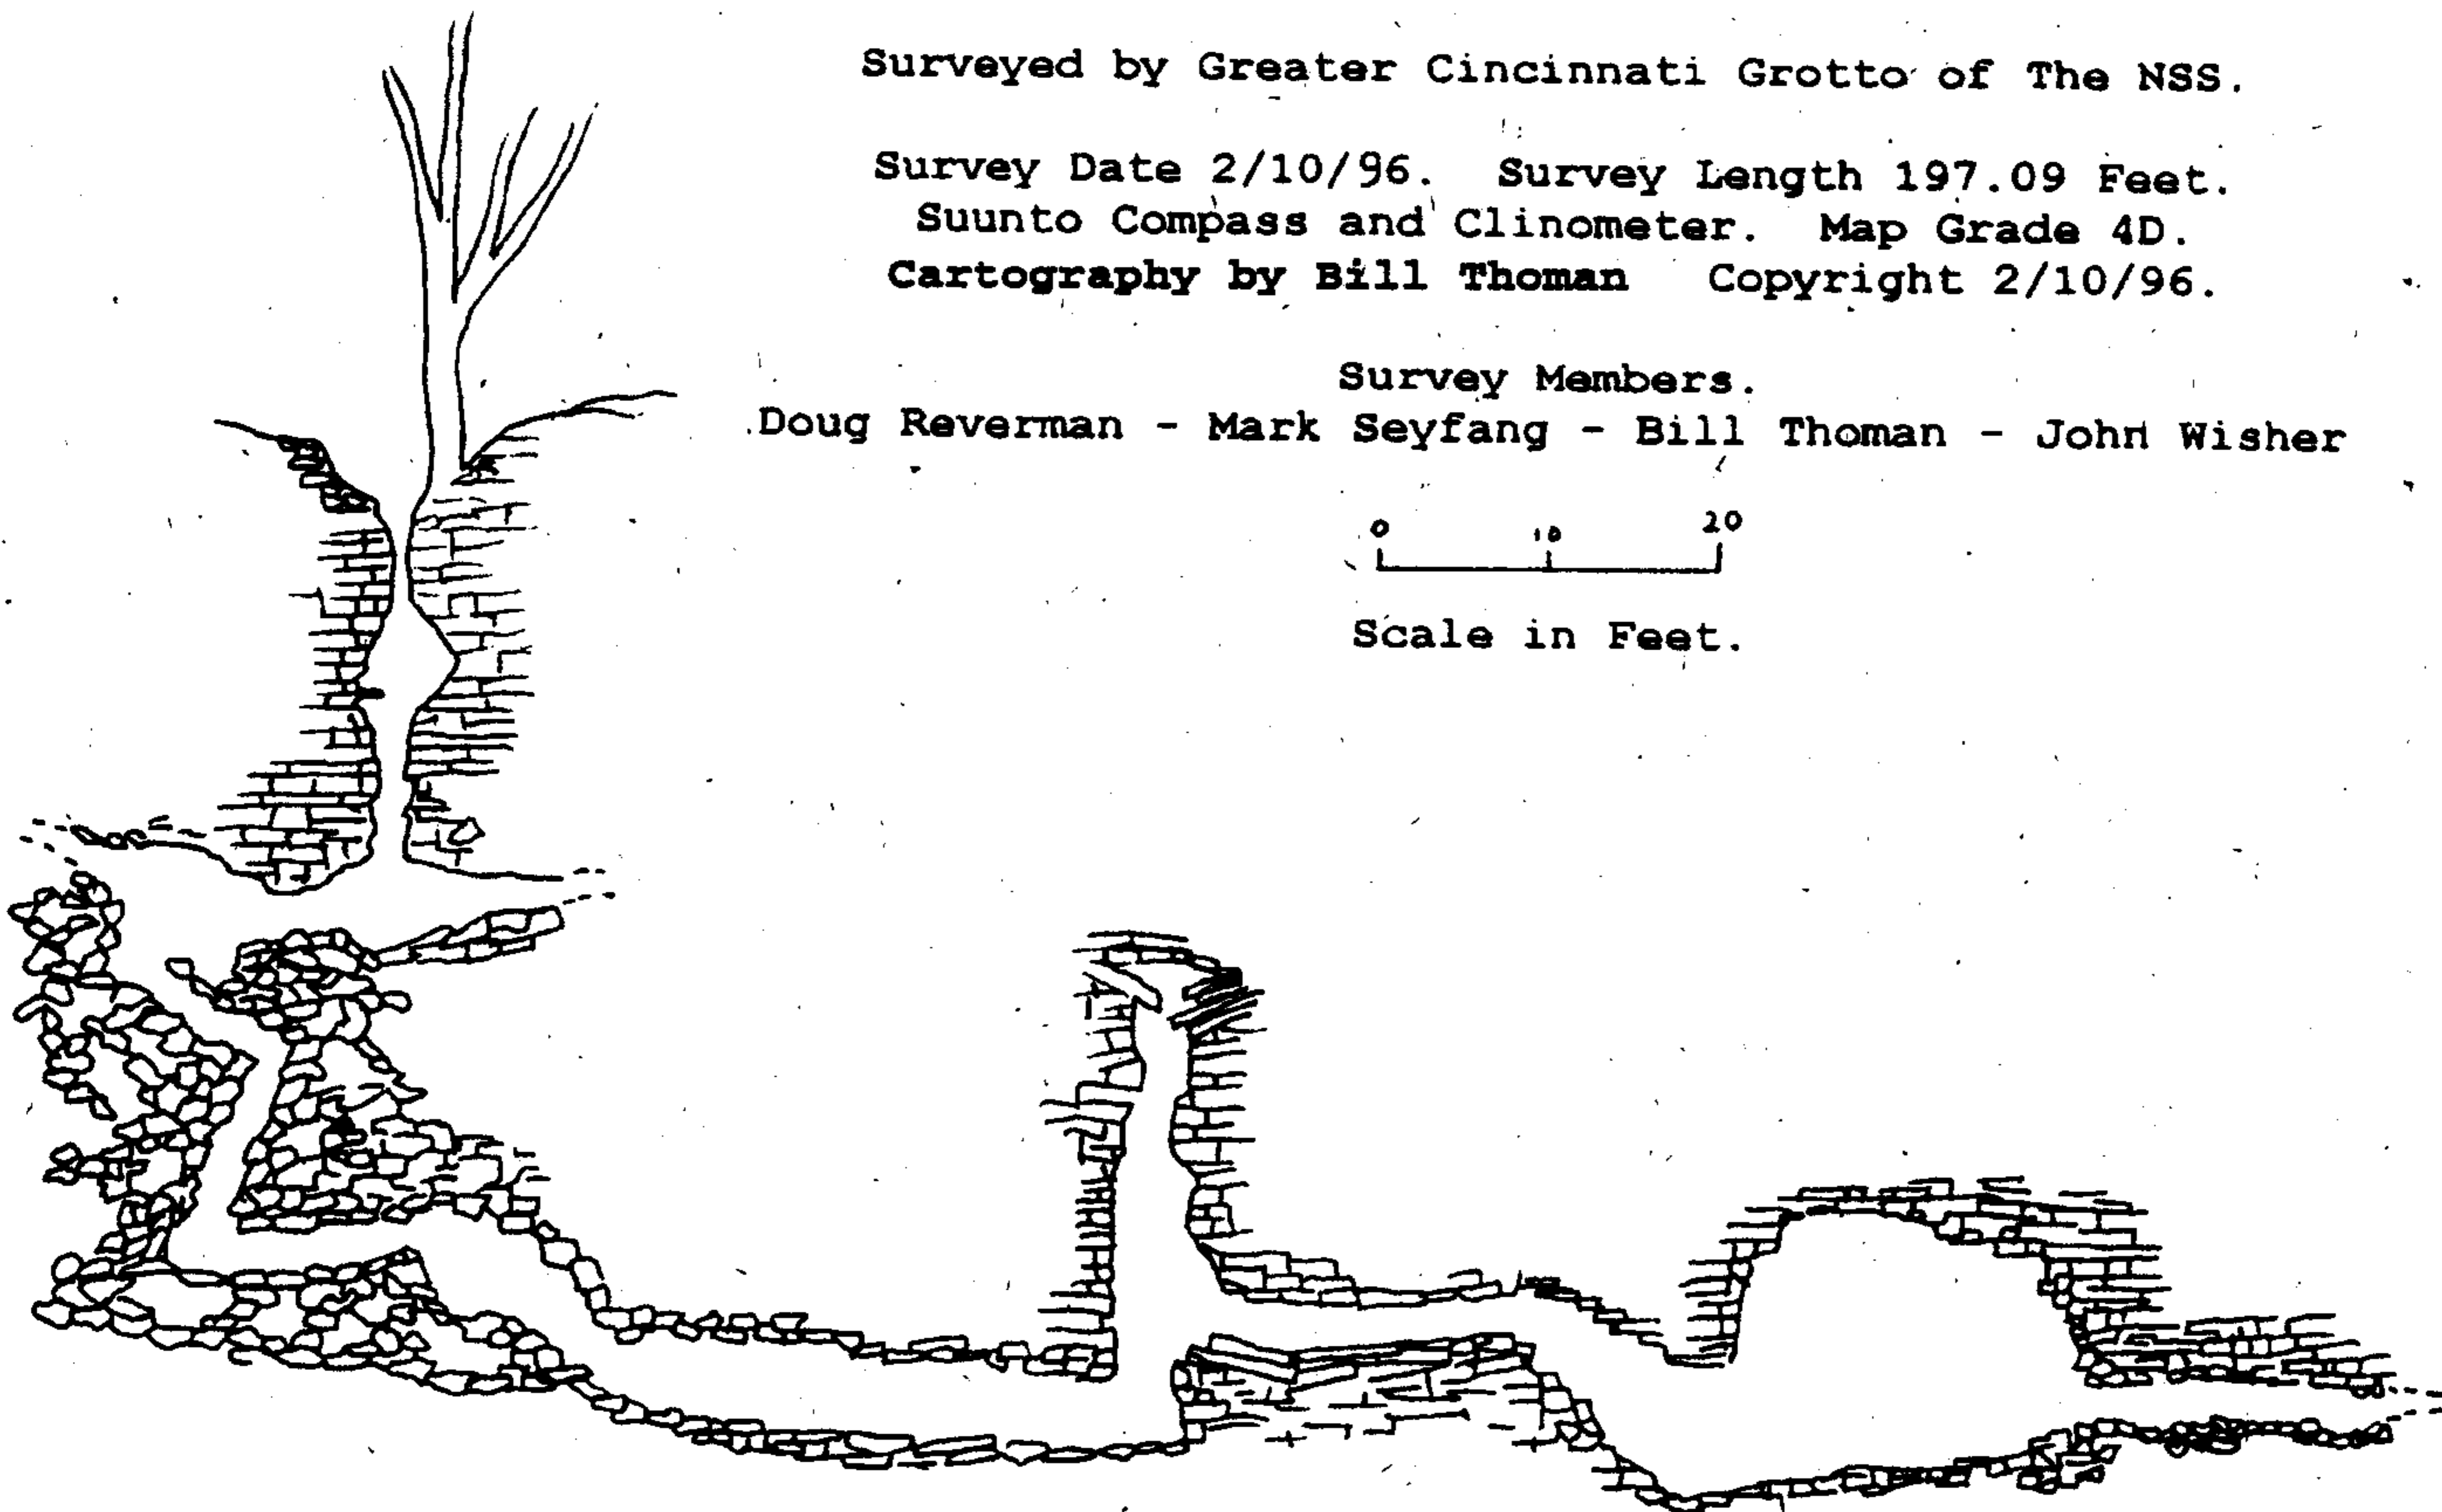 Surveyed by Greater Cincinnati Grotto of The NSS.
Survey Date 2/10/96. Survey Length 197.09 Feet.
Suunto Compass and Clinometer. Map Grade 4D.
Cartography by Bill Thoman Copyright 2/10/96.
Survey Members.
Doug Reverman - Mark Seyfang - Bill Thoman - John Wisher
0 10 20
Scale in Feet.